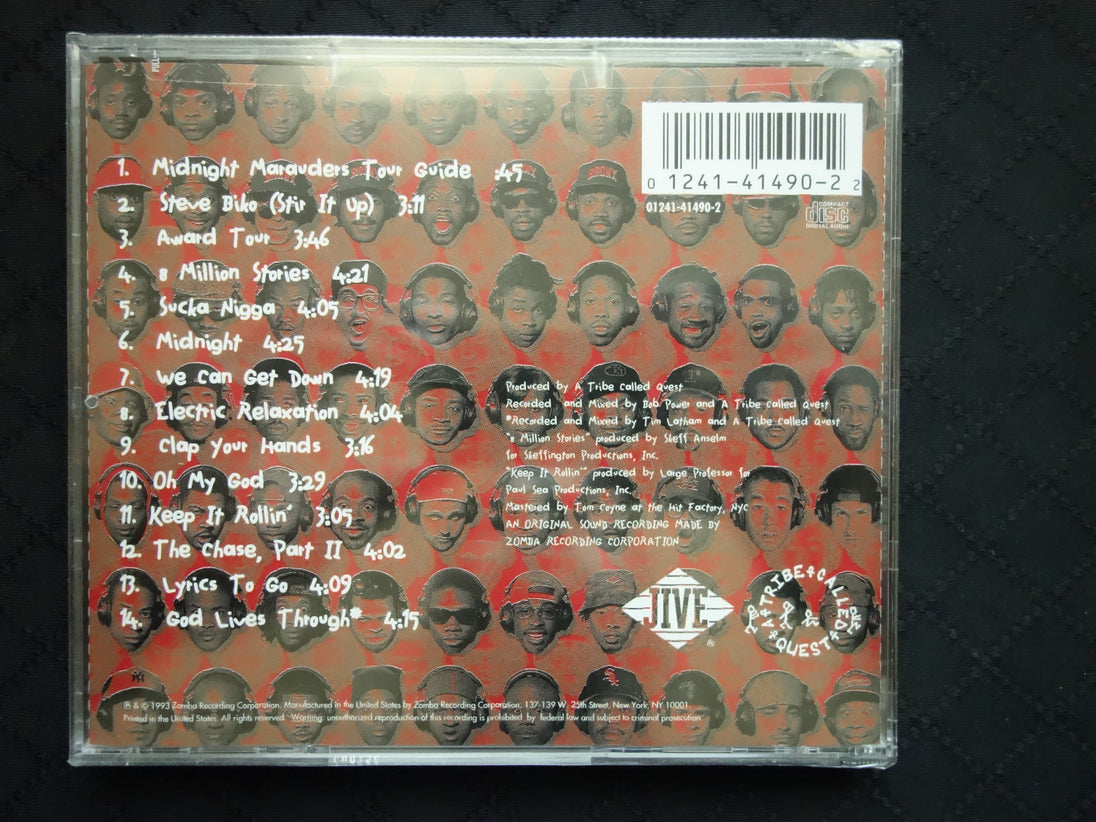 0 1241-41490-2 2
01241-41490-2
COMPACT
disc
DIGITAL AUDIO
1. Midnight Marauders Tour Guide :45
2. Steve Biko (Stir It Up) 3:11
3. Award Tour 3:46
4. 8 Million Stories 4:21
5. Sucka Nigga 4:05
6. Midnight 4:25
7. We Can Get Down 4:19
8. Electric Relaxation 4:04
9. Clap Your Hands 3:16
10. Oh My God 3:29
11. Keep It Rollin' 3:05
12. The Chase, Part II 4:02
13. Lyrics To Go 4:09
14. God Lives Through* 4:15
Produced by A Tribe Called Quest
Recorded and Mixed by Bob Power and A Tribe Called Quest
*Recorded and Mixed by Tim Latham and A Tribe Called Quest
"8 Million Stories" produced by Skeff Anselm
for Skeffington Productions, Inc.
"Keep It Rollin'" produced by Large Professor for
Paul Sea Productions, Inc.
Mastered by Tom Coyne at the Hit Factory, NYC
AN ORIGINAL SOUND RECORDING MADE BY
ZOMBA RECORDING CORPORATION
JIVE ®
A TRIBE CALLED QUEST
℗ & © 1993 Zomba Recording Corporation. Manufactured in the United States by Zomba Recording Corporation, 137-139 W. 25th Street, New York, NY 10001.
Printed in the United States. All rights reserved. Warning: unauthorized reproduction of this recording is prohibited by federal law and subject to criminal prosecution.